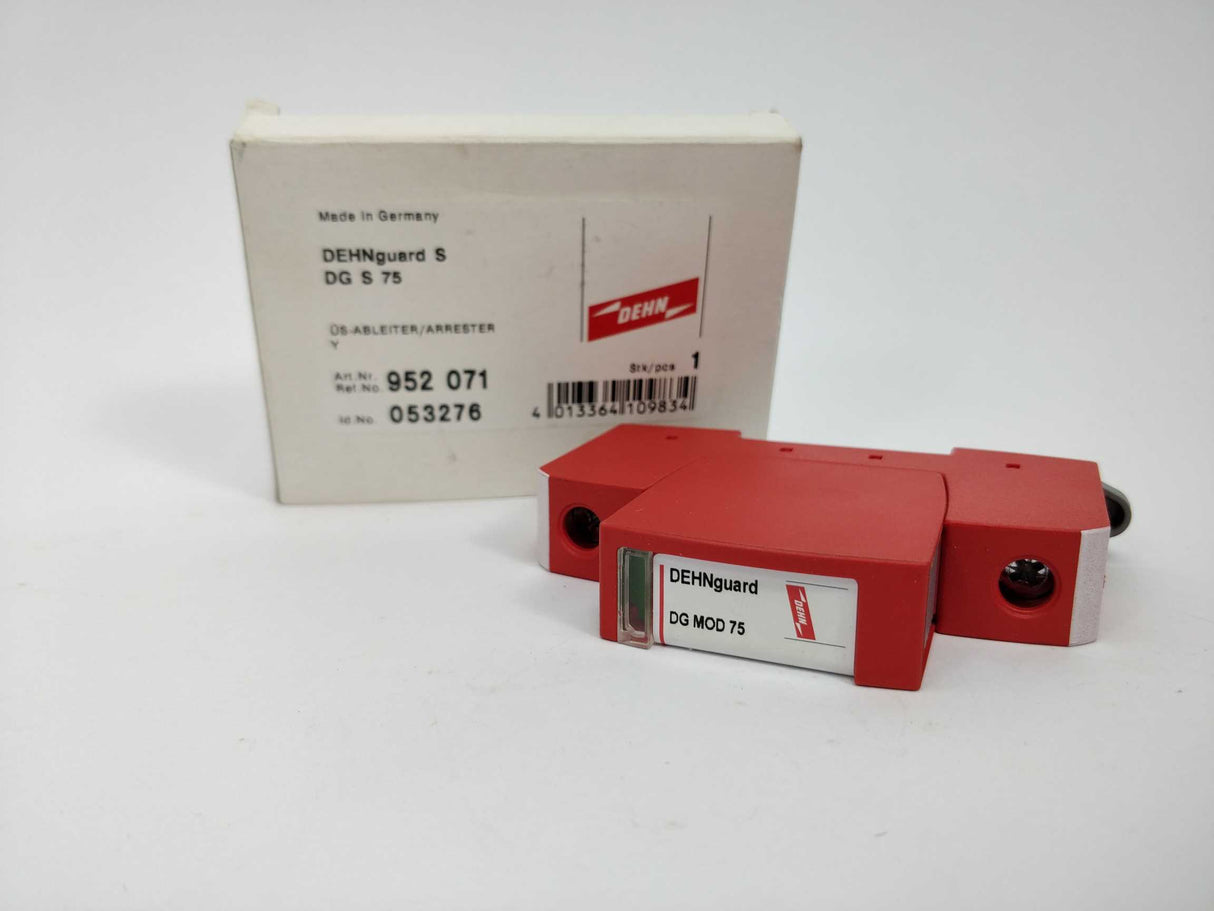 Made in Germany
DEHNguard S
DG S 75
DEHN
ÜS-ABLEITER/ARRESTER
Y
Stk/pcs 1
Art.Nr.
Ref.No. 952 071
Id.No. 053276
4 013364 109834
DEHNguard
DG MOD 75
DEHN